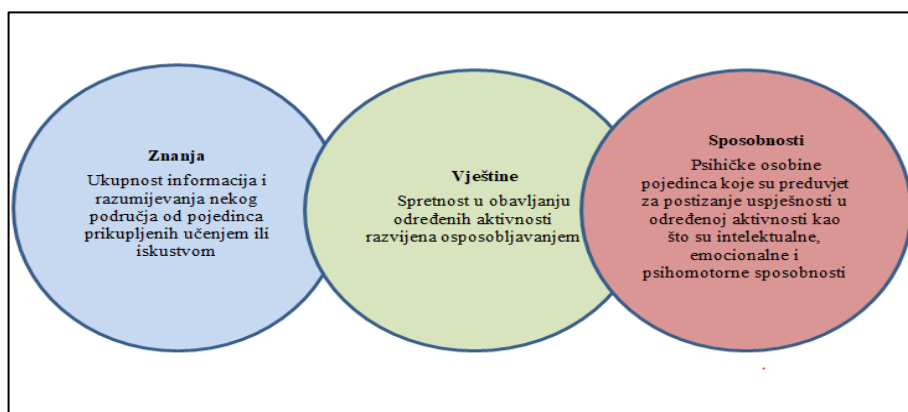 Znanja
Ukupnost informacija i
razumijevanja nekog
područja od pojedinca
prikupljenih učenjem ili
iskustvom
Vještine
Spretnost u obavljanju
određenih aktivnosti
razvijena osposobljavanjem
Sposobnosti
Psihičke osobine
pojedinca koje su preduvjet
za postizanje uspješnosti u
određenoj aktivnosti kao
što su intelektualne,
emocionalne i
psihomotorne sposobnosti